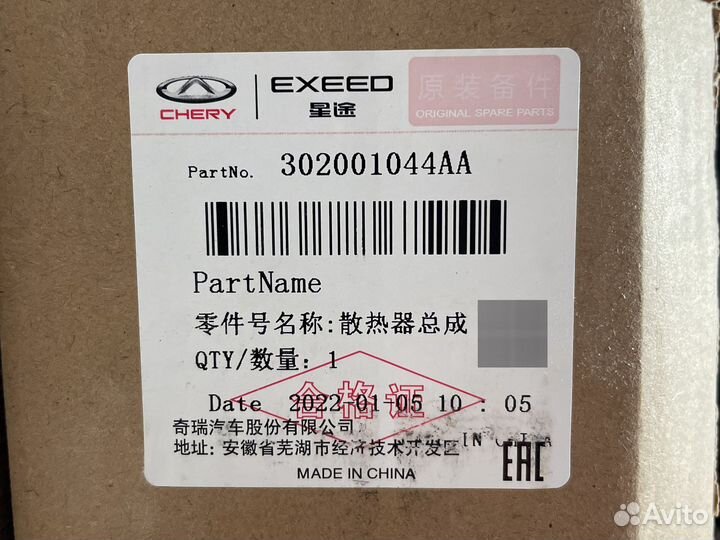 CHERY
EXEED
星途
原装备件
ORIGINAL SPARE PARTS
PartNo. 302001044AA
PartName
零件号名称:散热器总成
QTY/数量: 1
合格证
Date 2022-01-05 10 : 05
奇瑞汽车股份有限公司
地址: 安徽省芜湖市经济技术开发区
MADE IN CHINA
EAC
Avito